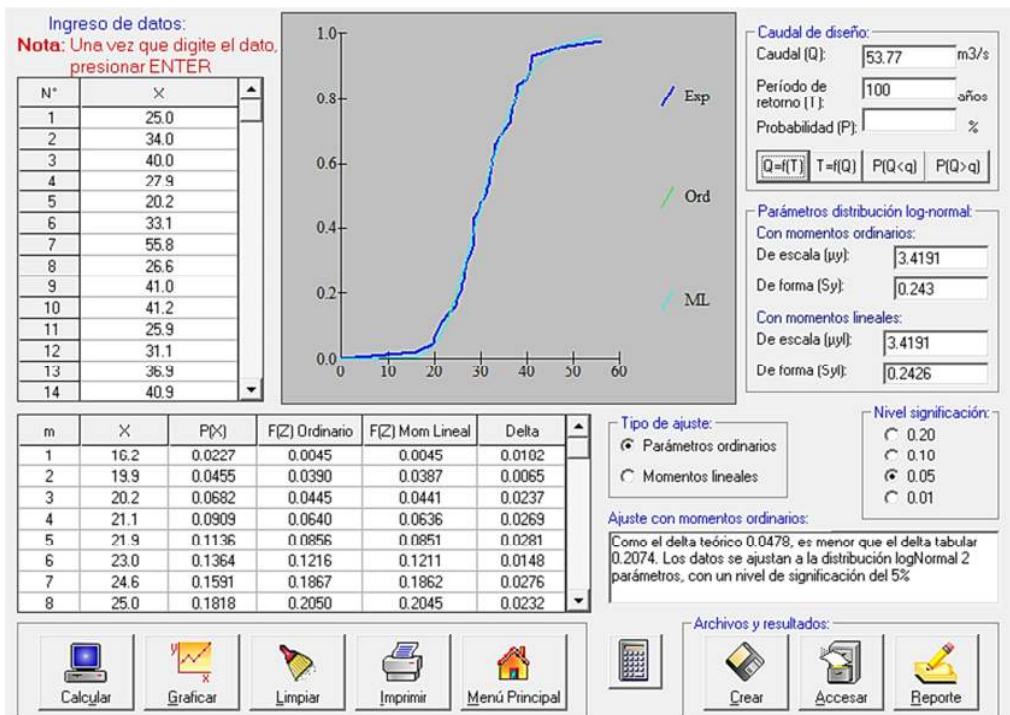 Ingreso de datos:
Nota: Una vez que digite el dato,
presionar ENTER
N° X
1 25.0
2 34.0
3 40.0
4 27.9
5 20.2
6 33.1
7 55.8
8 26.6
9 41.0
10 41.2
11 25.9
12 31.1
13 36.9
14 40.9
1.0
0.8
0.6
0.4
0.2
0.0
0 10 20 30 40 50 60
Exp
Ord
ML
Caudal de diseño:
Caudal (Q): 53.77 m3/s
Período de
retorno (T): 100 años
Probabilidad (P): %
Q=f(T) T=f(Q) P(Q<q) P(Q>q)
Parámetros distribución log-normal:
Con momentos ordinarios:
De escala (µy): 3.4191
De forma (Sy): 0.243
Con momentos lineales:
De escala (µyl): 3.4191
De forma (Syl): 0.2426
m X P(X) F(Z) Ordinario F(Z) Mom Lineal Delta
1 16.2 0.0227 0.0045 0.0045 0.0182
2 19.9 0.0455 0.0390 0.0387 0.0065
3 20.2 0.0682 0.0445 0.0441 0.0237
4 21.1 0.0909 0.0640 0.0636 0.0269
5 21.9 0.1136 0.0856 0.0851 0.0281
6 23.0 0.1364 0.1216 0.1211 0.0148
7 24.6 0.1591 0.1867 0.1862 0.0276
8 25.0 0.1818 0.2050 0.2045 0.0232
Tipo de ajuste:
Parámetros ordinarios
Momentos lineales
Nivel significación:
0.20
0.10
0.05
0.01
Ajuste con momentos ordinarios:
Como el delta teórico 0.0478, es menor que el delta tabular
0.2074. Los datos se ajustan a la distribución logNormal 2
parámetros, con un nivel de significación del 5%
Calcular
y
x
Graficar
Limpiar
Imprimir
Menú Principal
Archivos y resultados:
Crear
Accesar
Reporte